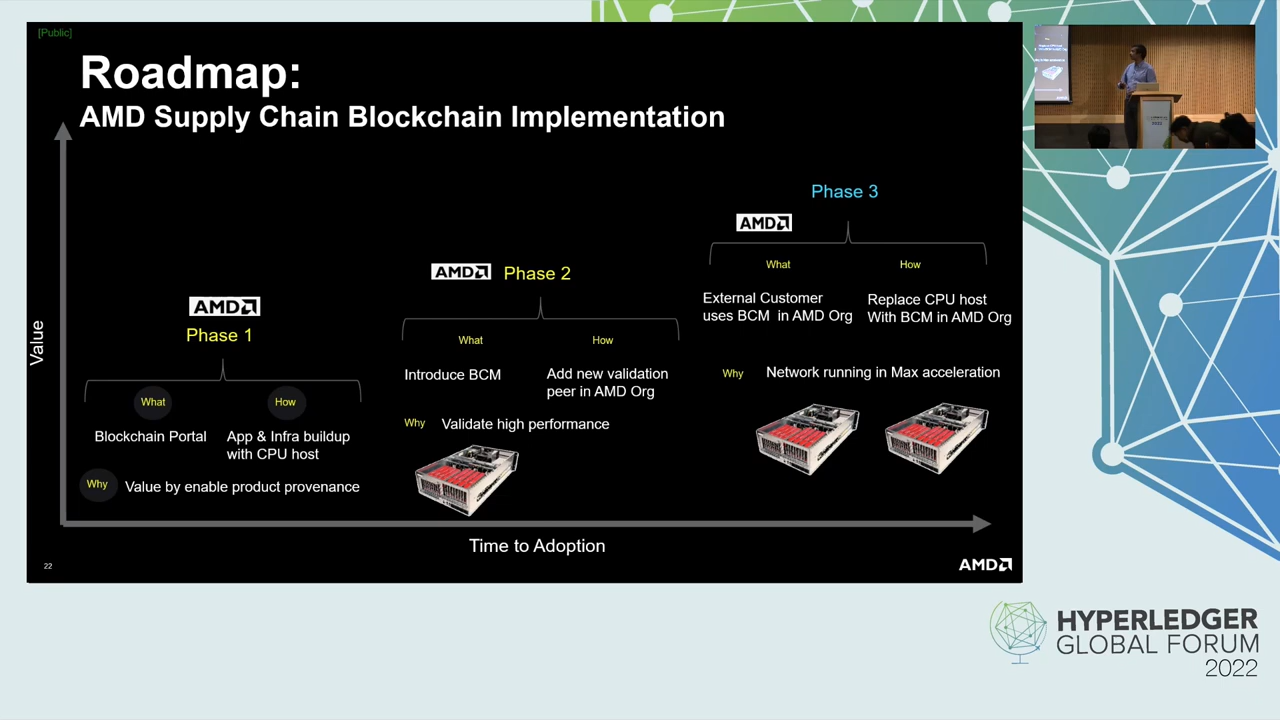 [Public]
Roadmap:
AMD Supply Chain Blockchain Implementation
Value
AMD
Phase 1
What
How
Blockchain Portal
App & Infra buildup
with CPU host
Why
Value by enable product provenance
AMD
Phase 2
What
How
Introduce BCM
Add new validation
peer in AMD Org
Why
Validate high performance
Phase 3
AMD
What
How
External Customer
uses BCM in AMD Org
Replace CPU host
With BCM in AMD Org
Why
Network running in Max acceleration
Time to Adoption
22
AMD
HYPERLEDGER
GLOBAL FORUM
2022